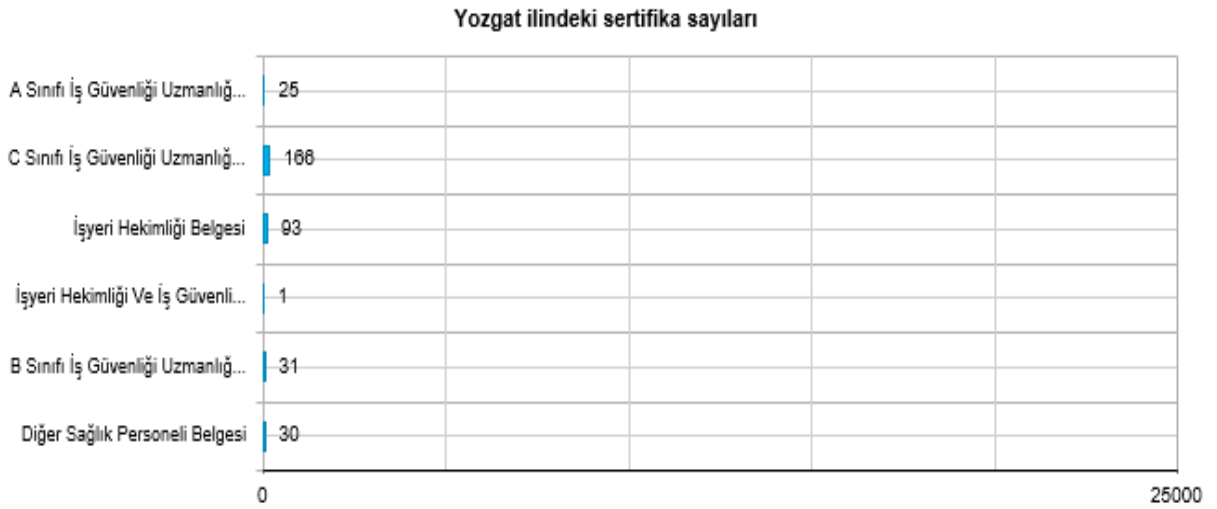 Yozgat ilindeki sertifika sayıları
A Sınıfı İş Güvenliği Uzmanlığ... 25
C Sınıfı İş Güvenliği Uzmanlığ... 166
İşyeri Hekimliği Belgesi 93
İşyeri Hekimliği Ve İş Güvenli... 1
B Sınıfı İş Güvenliği Uzmanlığ... 31
Diğer Sağlık Personeli Belgesi 30
0 25000